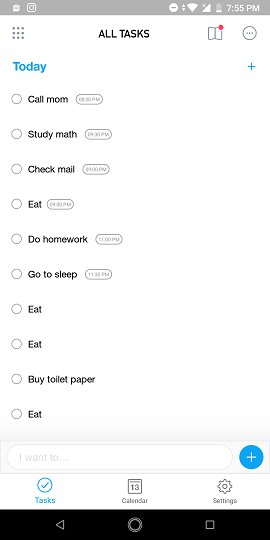 7:55 PM
ALL TASKS
Today
Call mom 08:00 PM
Study math 09:30 PM
Check mail 09:00 PM
Eat 09:00 PM
Do homework 11:00 PM
Go to sleep 11:30 PM
Eat
Eat
Buy toilet paper
Eat
I want to...
13
Tasks Calendar Settings